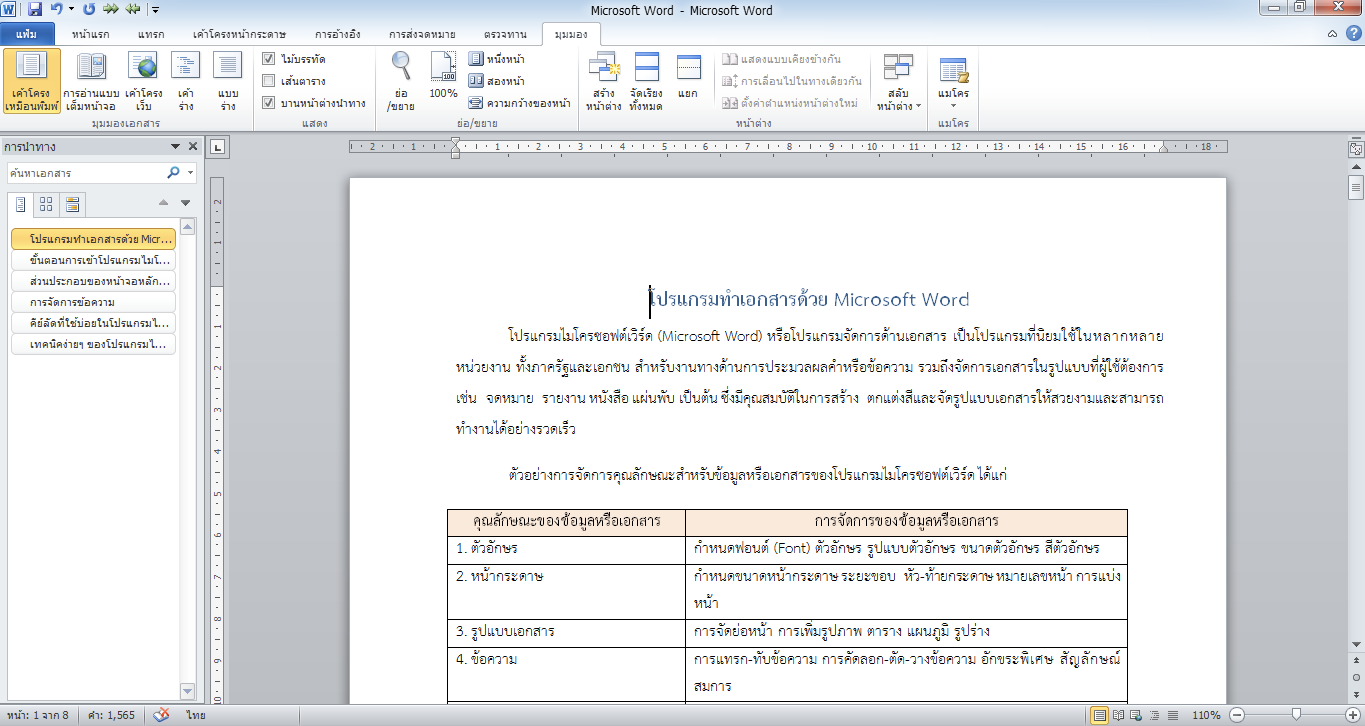 Microsoft Word - Microsoft Word
แฟ้ม หน้าแรก แทรก เค้าโครงหน้ากระดาษ การอ้างอิง การส่งจดหมาย ตรวจทาน มุมมอง
เค้าโครงเหมือนพิมพ์
การอ่านแบบเต็มหน้าจอ
เค้าโครงเว็บ
เค้าร่าง
แบบร่าง
มุมมองเอกสาร
ไม้บรรทัด
เส้นตาราง
บานหน้าต่างนำทาง
แสดง
ย่อ/ขยาย
100%
หนึ่งหน้า
สองหน้า
ความกว้างของหน้า
ย่อ/ขยาย
สร้างหน้าต่าง
จัดเรียงทั้งหมด
แยก
แสดงแบบเคียงข้างกัน
การเลื่อนไปในทางเดียวกัน
ตั้งค่าตำแหน่งหน้าต่างใหม่
สลับหน้าต่าง
หน้าต่าง
แมโคร
แมโคร
การนำทาง
ค้นหาเอกสาร
โปรแกรมทำเอกสารด้วย Micr...
ขั้นตอนการเข้าโปรแกรมไมโ...
ส่วนประกอบของหน้าจอหลัก...
การจัดการข้อความ
คีย์ลัดที่ใช้บ่อยในโปรแกรมไ...
เทคนิคง่ายๆ ของโปรแกรมไ...
โปรแกรมทำเอกสารด้วย Microsoft Word
โปรแกรมไมโครซอฟต์เวิร์ด (Microsoft Word) หรือโปรแกรมจัดการด้านเอกสาร เป็นโปรแกรมที่นิยมใช้ในหลากหลาย
หน่วยงาน ทั้งภาครัฐและเอกชน สำหรับงานทางด้านการประมวลผลคำหรือข้อความ รวมถึงจัดการเอกสารในรูปแบบที่ผู้ใช้ต้องการ
เช่น จดหมาย รายงาน หนังสือ แผ่นพับ เป็นต้น ซึ่งมีคุณสมบัติในการสร้าง ตกแต่งสีและจัดรูปแบบเอกสารให้สวยงามและสามารถ
ทำงานได้อย่างรวดเร็ว
ตัวอย่างการจัดการคุณลักษณะสำหรับข้อมูลหรือเอกสารของโปรแกรมไมโครซอฟต์เวิร์ด ได้แก่
คุณลักษณะของข้อมูลหรือเอกสาร การจัดการของข้อมูลหรือเอกสาร
1. ตัวอักษร กำหนดฟอนต์ (Font) ตัวอักษร รูปแบบตัวอักษร ขนาดตัวอักษร สีตัวอักษร
2. หน้ากระดาษ กำหนดขนาดหน้ากระดาษ ระยะขอบ หัว-ท้ายกระดาษ หมายเลขหน้า การแบ่ง
หน้า
3. รูปแบบเอกสาร การจัดย่อหน้า การเพิ่มรูปภาพ ตาราง แผนภูมิ รูปร่าง
4. ข้อความ การแทรก-ทับข้อความ การคัดลอก-ตัด-วางข้อความ อักขระพิเศษ สัญลักษณ์
สมการ
หน้า: 1 จาก 8 คำ: 1,565 ไทย 110%